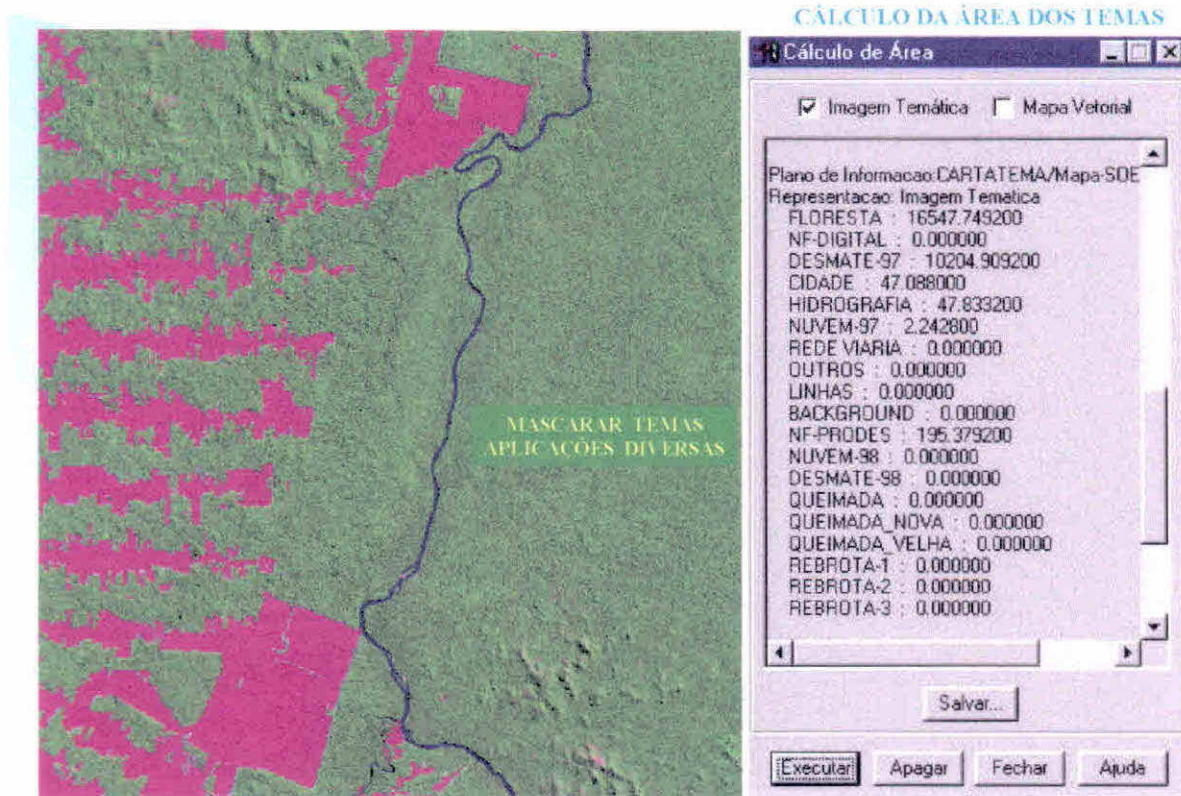 CÁLCULO DA ÁREA DOS TEMAS
Cálculo de Área
Imagem Temática
Mapa Vetorial
Plano de Informacao:CARTATEMA/Mapa-SDE
Representacao: Imagem Tematica
FLORESTA : 16547.749200
NF-DIGITAL : 0.000000
DESMATE-97 : 10204.909200
CIDADE : 47.088000
HIDROGRAFIA : 47.833200
NUVEM-97 : 2.242800
REDE VIARIA : 0.000000
OUTROS : 0.000000
LINHAS : 0.000000
BACKGROUND : 0.000000
NF-PRODES : 195.379200
NUVEM-98 : 0.000000
DESMATE-98 : 0.000000
QUEIMADA : 0.000000
QUEIMADA_NOVA : 0.000000
QUEIMADA_VELHA : 0.000000
REBROTA-1 : 0.000000
REBROTA-2 : 0.000000
REBROTA-3 : 0.000000
MASCARAR TEMAS
APLICAÇÕES DIVERSAS
Salvar...
Executar
Apagar
Fechar
Ajuda